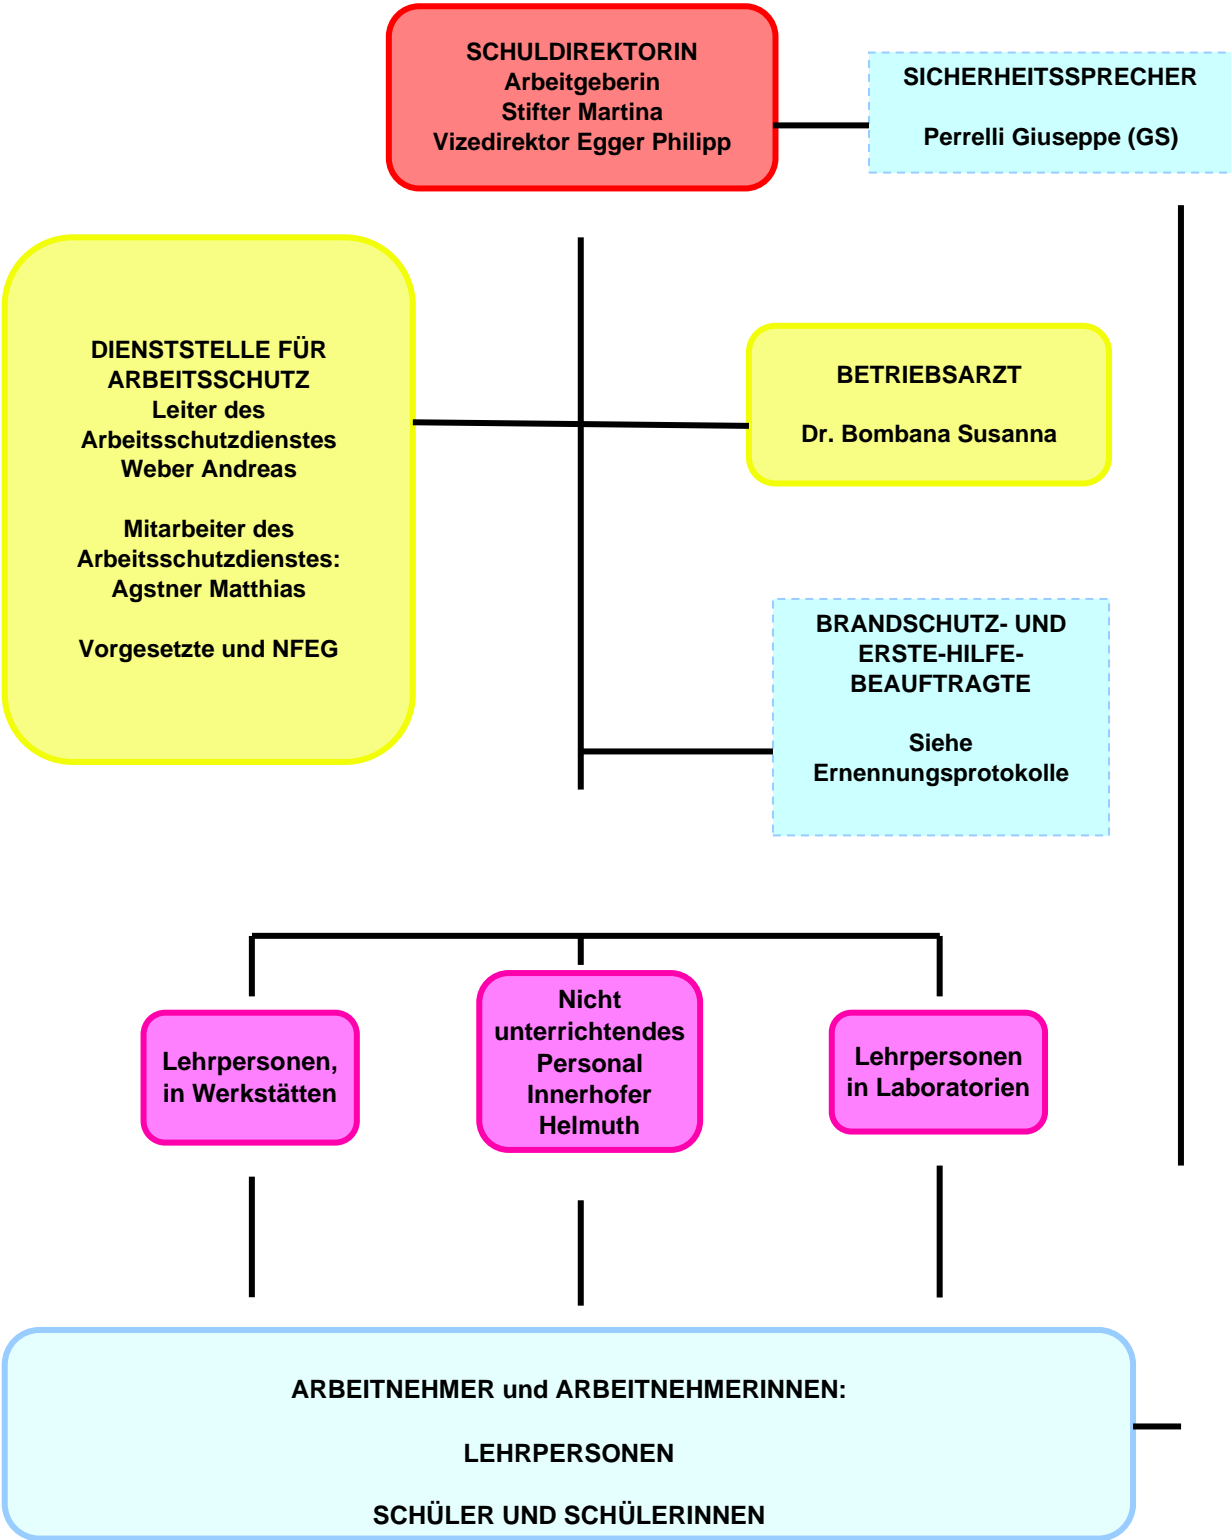 SCHULDIREKTORIN
Arbeitgeberin
Stifter Martina
Vizedirektor Egger Philipp
SICHERHEITSSPRECHER
Perrelli Giuseppe (GS)
DIENSTSTELLE FÜR
ARBEITSSCHUTZ
Leiter des
Arbeitsschutzdienstes
Weber Andreas
Mitarbeiter des
Arbeitsschutzdienstes:
Agstner Matthias
Vorgesetzte und NFEG
BETRIEBSARZT
Dr. Bombana Susanna
BRANDSCHUTZ- UND
ERSTE-HILFE-
BEAUFTRAGTE
Siehe
Ernennungsprotokolle
Lehrpersonen,
in Werkstätten
Nicht
unterrichtendes
Personal
Innerhofer
Helmuth
Lehrpersonen
in Laboratorien
ARBEITNEHMER und ARBEITNEHMERINNEN:
LEHRPERSONEN
SCHÜLER UND SCHÜLERINNEN